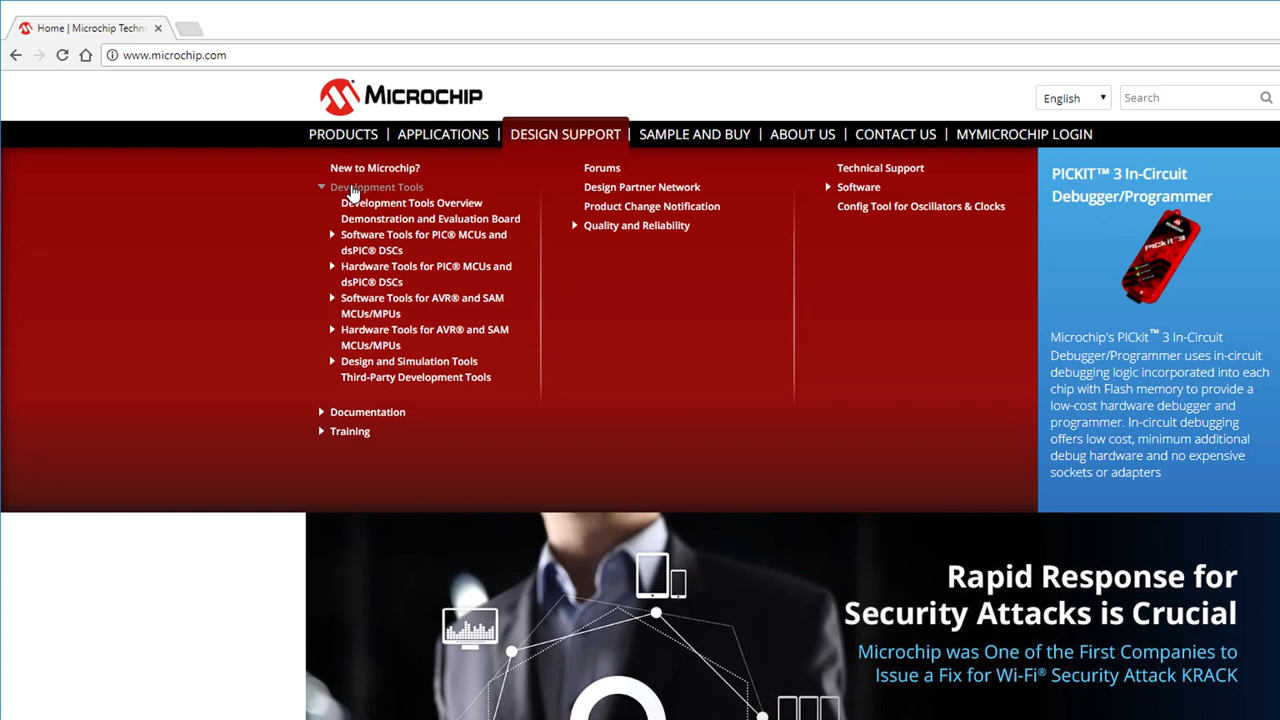 Home | Microchip Techn
www.microchip.com
MICROCHIP
English
Search
PRODUCTS | APPLICATIONS | DESIGN SUPPORT | SAMPLE AND BUY | ABOUT US | CONTACT US | MYMICROCHIP LOGIN
New to Microchip?
Development Tools
Development Tools Overview
Demonstration and Evaluation Board
Software Tools for PIC® MCUs and
dsPIC® DSCs
Hardware Tools for PIC® MCUs and
dsPIC® DSCs
Software Tools for AVR® and SAM
MCUs/MPUs
Hardware Tools for AVR® and SAM
MCUs/MPUs
Design and Simulation Tools
Third-Party Development Tools
Documentation
Training
Forums
Design Partner Network
Product Change Notification
Quality and Reliability
Technical Support
Software
Config Tool for Oscillators & Clocks
PICKIT™ 3 In-Circuit
Debugger/Programmer
PICkit™ 3
Microchip's PICkit™ 3 In-Circuit
Debugger/Programmer uses in-circuit
debugging logic incorporated into each
chip with Flash memory to provide a
low-cost hardware debugger and
programmer. In-circuit debugging
offers low cost, minimum additional
debug hardware and no expensive
sockets or adapters
Rapid Response for
Security Attacks is Crucial
Microchip was One of the First Companies to
Issue a Fix for Wi-Fi® Security Attack KRACK